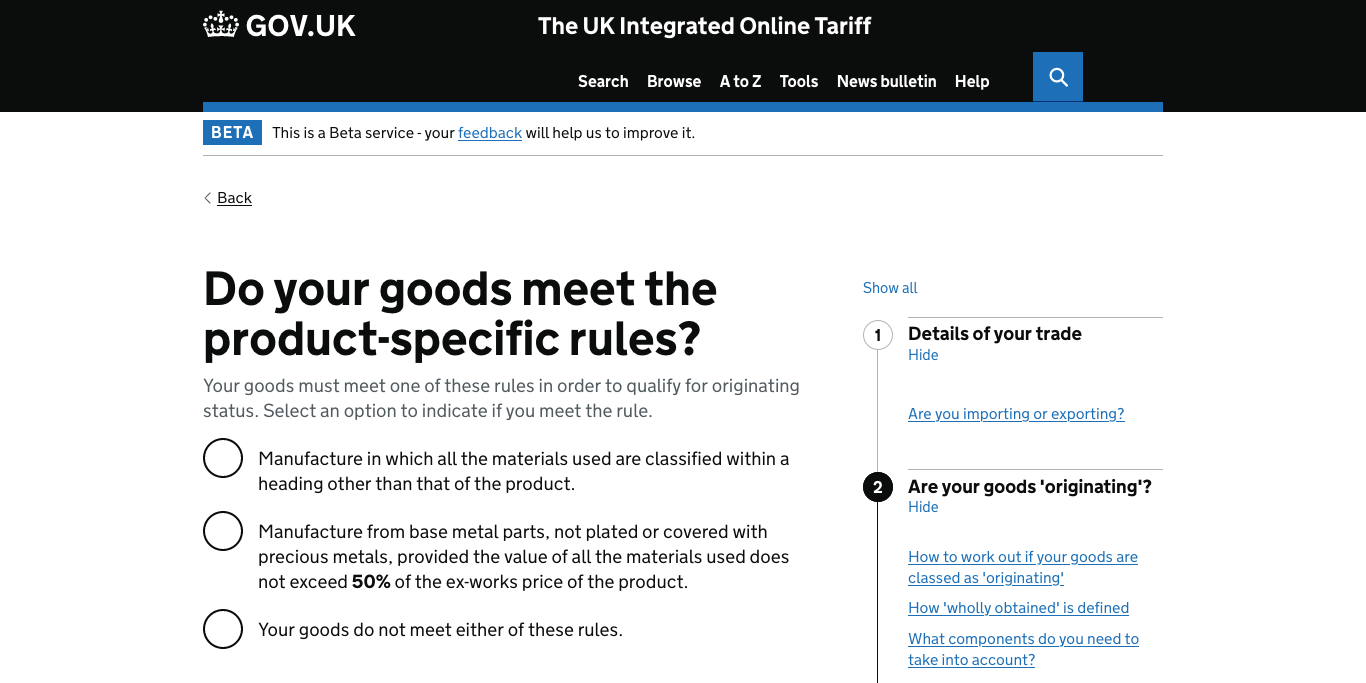 GOV.UK
The UK Integrated Online Tariff
Search Browse A to Z Tools News bulletin Help
BETA This is a Beta service - your feedback will help us to improve it.
Back
Do your goods meet the
product-specific rules?
Your goods must meet one of these rules in order to qualify for originating
status. Select an option to indicate if you meet the rule.
Manufacture in which all the materials used are classified within a
heading other than that of the product.
Manufacture from base metal parts, not plated or covered with
precious metals, provided the value of all the materials used does
not exceed 50% of the ex-works price of the product.
Your goods do not meet either of these rules.
Show all
1 Details of your trade
Hide
Are you importing or exporting?
2 Are your goods 'originating'?
Hide
How to work out if your goods are
classed as 'originating'
How 'wholly obtained' is defined
What components do you need to
take into account?